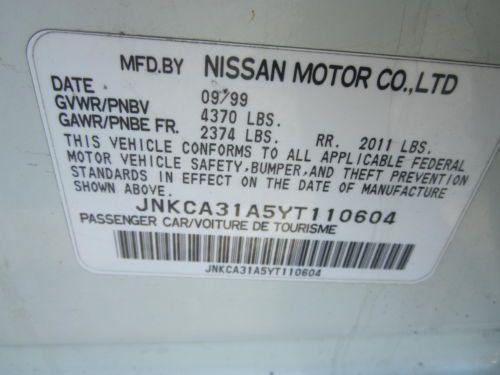 MFD.BY NISSAN MOTOR CO.,LTD
DATE 09/99
GVWR/PNBV 4370 LBS.
GAWR/PNBE FR. 2374 LBS. RR. 2011 LBS.
THIS VEHICLE CONFORMS TO ALL APPLICABLE FEDERAL
MOTOR VEHICLE SAFETY, BUMPER, AND THEFT PREVENTION
STANDARDS IN EFFECT ON THE DATE OF MANUFACTURE
SHOWN ABOVE.
JNKCA31A5YT110604
PASSENGER CAR/VOITURE DE TOURISME
JNKCA31A5YT110604